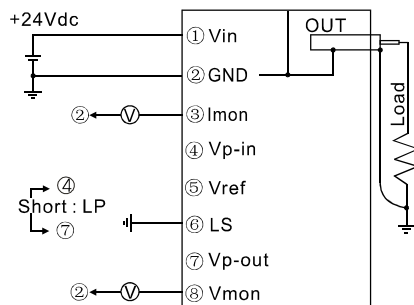 +24Vdc
OUT
① Vin
② GND
② V ③ Imon
④ Vp-in
Load
④
⑤ Vref
Short : LP
⑦
⑥ LS
⑦ Vp-out
② V ⑧ Vmon